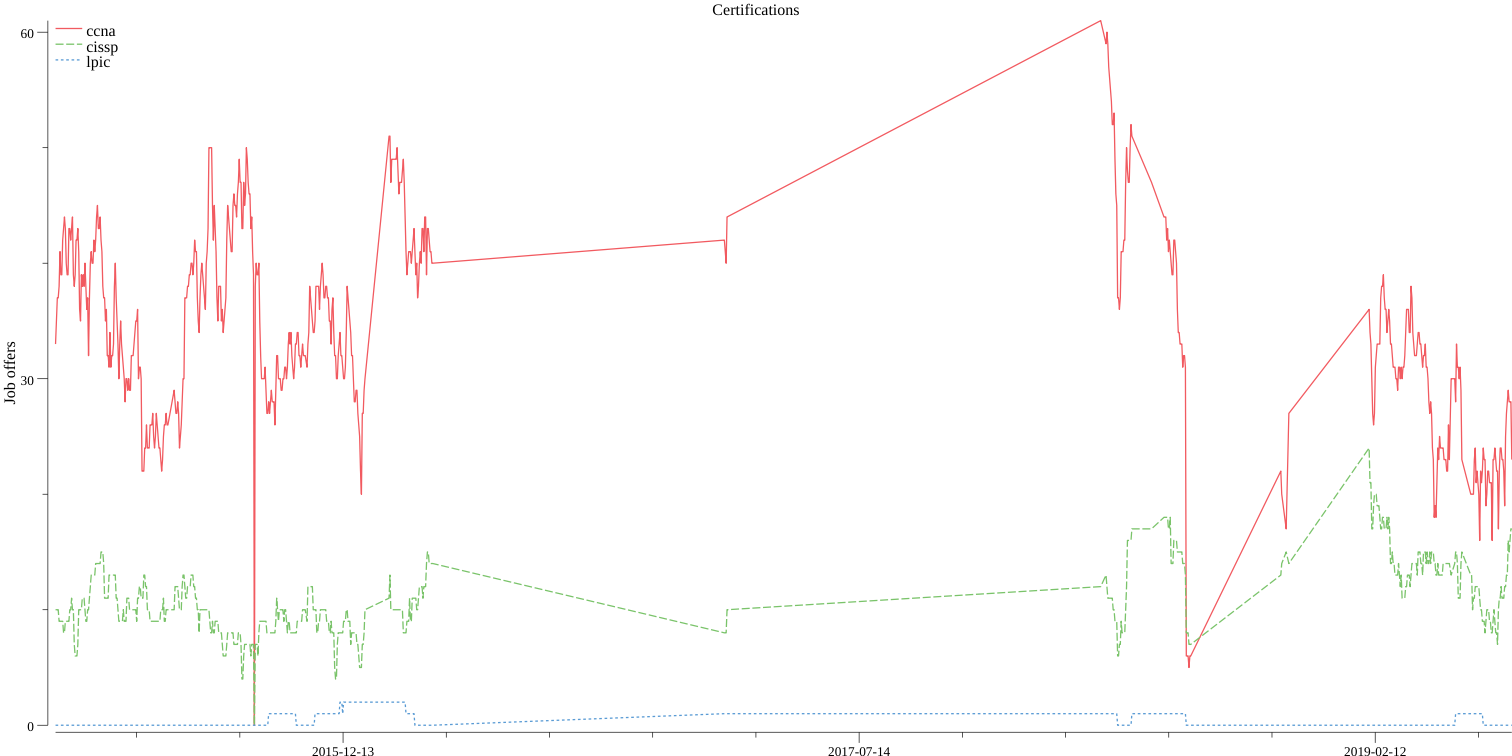 Certifications
60
ccna
cissp
lpic
Job offers
30
0
2015-12-13
2017-07-14
2019-02-12